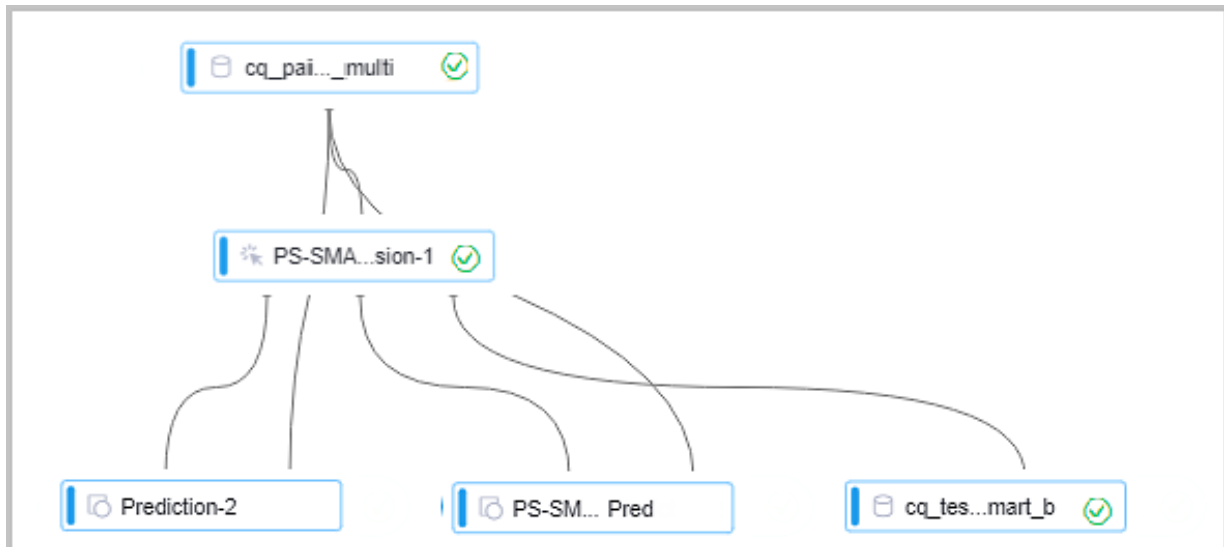 cq_pai..._multi
PS-SMA...sion-1
Prediction-2
PS-SM... Pred
cq_tes...mart_b